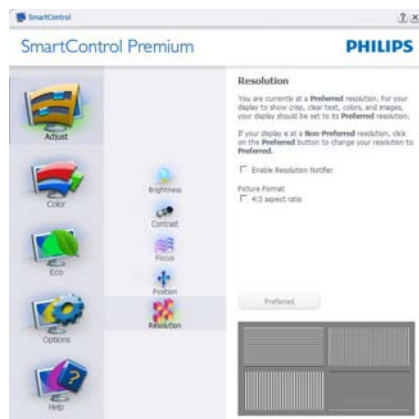 SmartControl
SmartControl Premium
PHILIPS
Adjust
Color
Eco
Options
Help
Brightness
Contrast
Focus
Position
Resolution
Resolution
You are currently at a Preferred resolution. For your
display to show crisp, clear text, colors, and images,
your display should be set to its Preferred resolution.
If your display is at a Non-Preferred resolution, click
on the Preferred button to change your resolution to
Preferred.
Enable Resolution Notifier
Picture Format
4:3 aspect ratio
Preferred